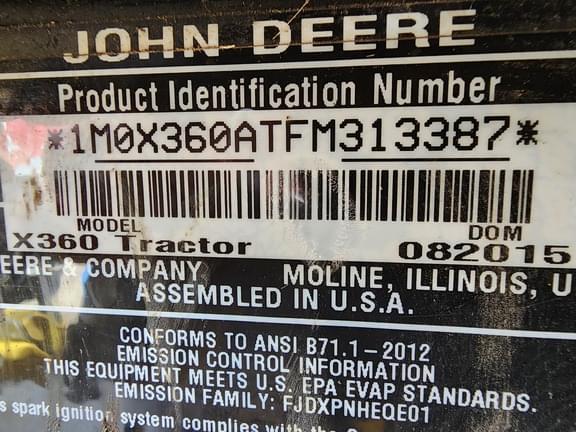 JOHN DEERE
Product Identification Number
*1M0X360ATFM313387*
MODEL DOM
X360 Tractor 082015
EERE & COMPANY MOLINE, ILLINOIS, U
ASSEMBLED IN U.S.A.
CONFORMS TO ANSI B71.1-2012
EMISSION CONTROL INFORMATION
THIS EQUIPMENT MEETS U.S. EPA EVAP STANDARDS.
EMISSION FAMILY: FJDXPNHEQE01
s spark ignition system complies with the